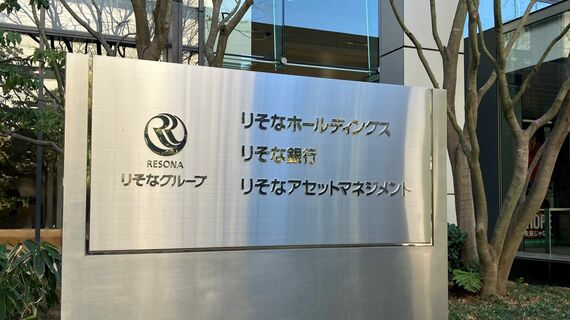 RESONA
りそなグループ
りそなホールディングス
りそな銀行
りそなアセットマネジメント